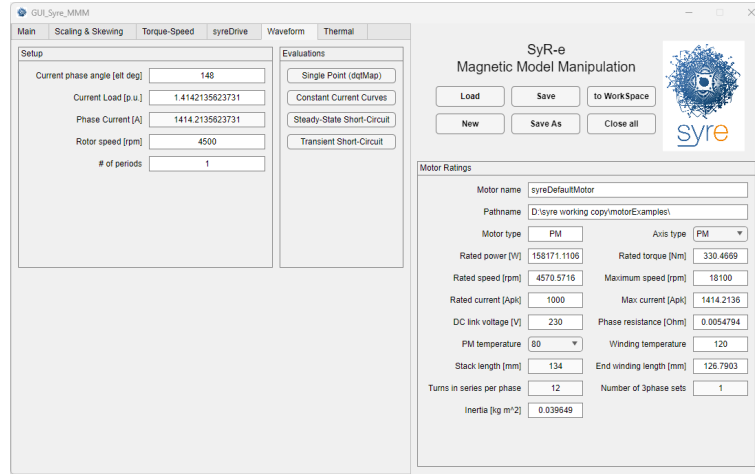 GUI_Syre_MMM
Main Scaling & Skewing Torque-Speed syreDrive Waveform Thermal
Setup
Current phase angle [elt deg] 148
Current Load [p.u.] 1.4142135623731
Phase Current [A] 1414.2135623731
Rotor speed [rpm] 4500
# of periods 1
Evaluations
Single Point (dqtMap)
Constant Current Curves
Steady-State Short-Circuit
Transient Short-Circuit
SyR-e
Magnetic Model Manipulation
Load Save to WorkSpace
New Save As Close all
syre
Motor Ratings
Motor name syreDefaultMotor
Pathname D:\syre working copy\motorExamples\
Motor type PM Axis type PM
Rated power [W] 158171.1106 Rated torque [Nm] 330.4669
Rated speed [rpm] 4570.5716 Maximum speed [rpm] 18100
Rated current [Apk] 1000 Max current [Apk] 1414.2136
DC link voltage [V] 230 Phase resistance [Ohm] 0.0054794
PM temperature 80 Winding temperature 120
Stack length [mm] 134 End winding length [mm] 126.7903
Turns in series per phase 12 Number of 3phase sets 1
Inertia [kg m^2] 0.039649